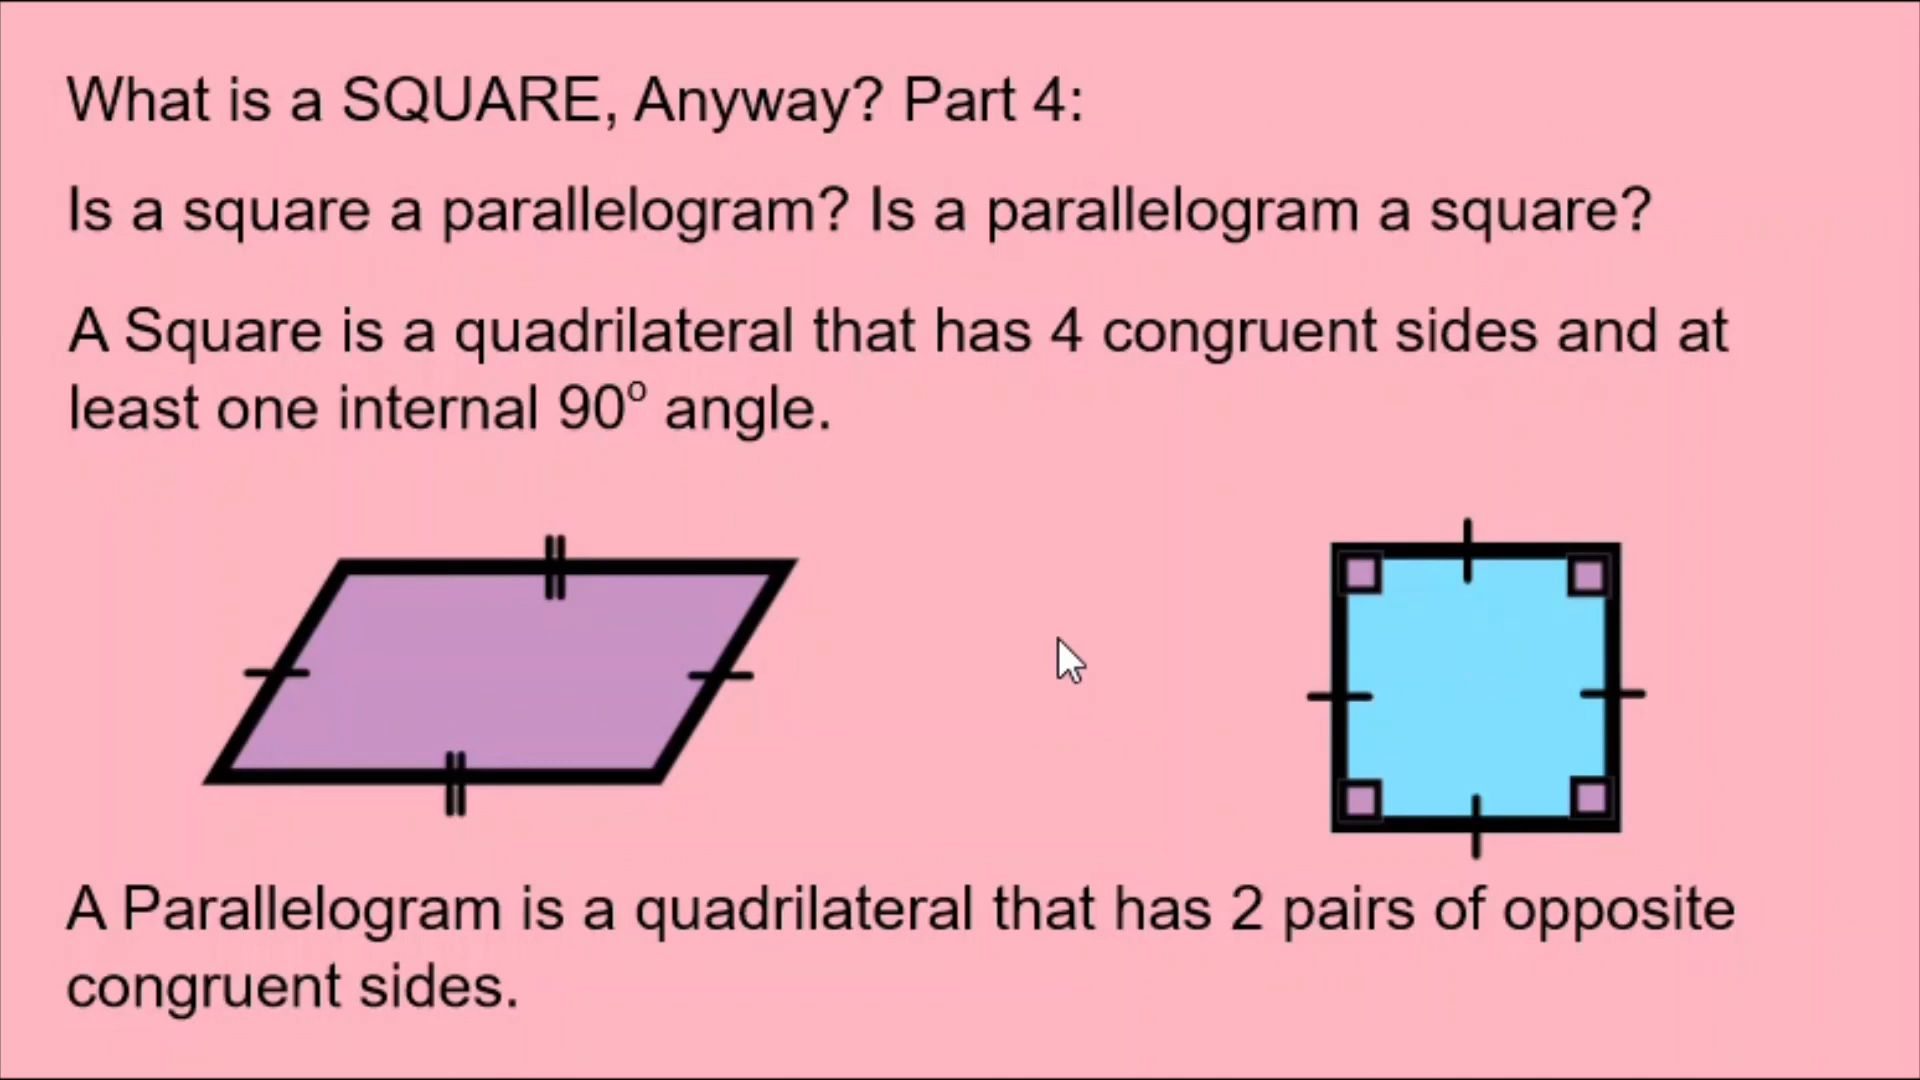 What is a SQUARE, Anyway? Part 4:
Is a square a parallelogram? Is a parallelogram a square?
A Square is a quadrilateral that has 4 congruent sides and at
least one internal 90º angle.
A Parallelogram is a quadrilateral that has 2 pairs of opposite
congruent sides.